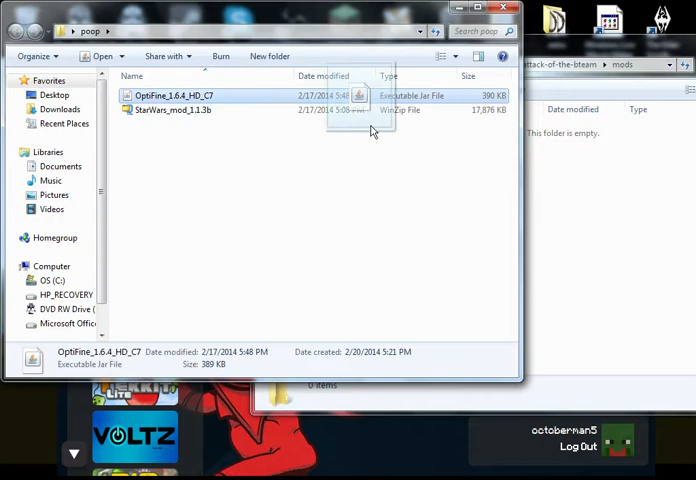 poop
Search poop
Organize
Open
Share with
Burn
New folder
Name
Date modified
Type
Size
Favorites
Desktop
Downloads
Recent Places
Libraries
Documents
Music
Pictures
Videos
Homegroup
Computer
OS (C:)
HP_RECOVERY
DVD RW Drive (
Microsoft Offic
OptiFine_1.6.4_HD_C7
2/17/2014 5:48
Executable Jar File
390 KB
StarWars_mod_1.1.3b
2/17/2014 5:08 PM
WinZip File
17,876 KB
OptiFine_1.6.4_HD_C7 Date modified: 2/17/2014 5:48 PM Date created: 2/20/2014 5:21 PM
Executable Jar File Size: 389 KB
attack-of-the-bteam
mods
Date modified
Type
This folder is empty.
0 items
VOLTZ
octoberman5
Log Out